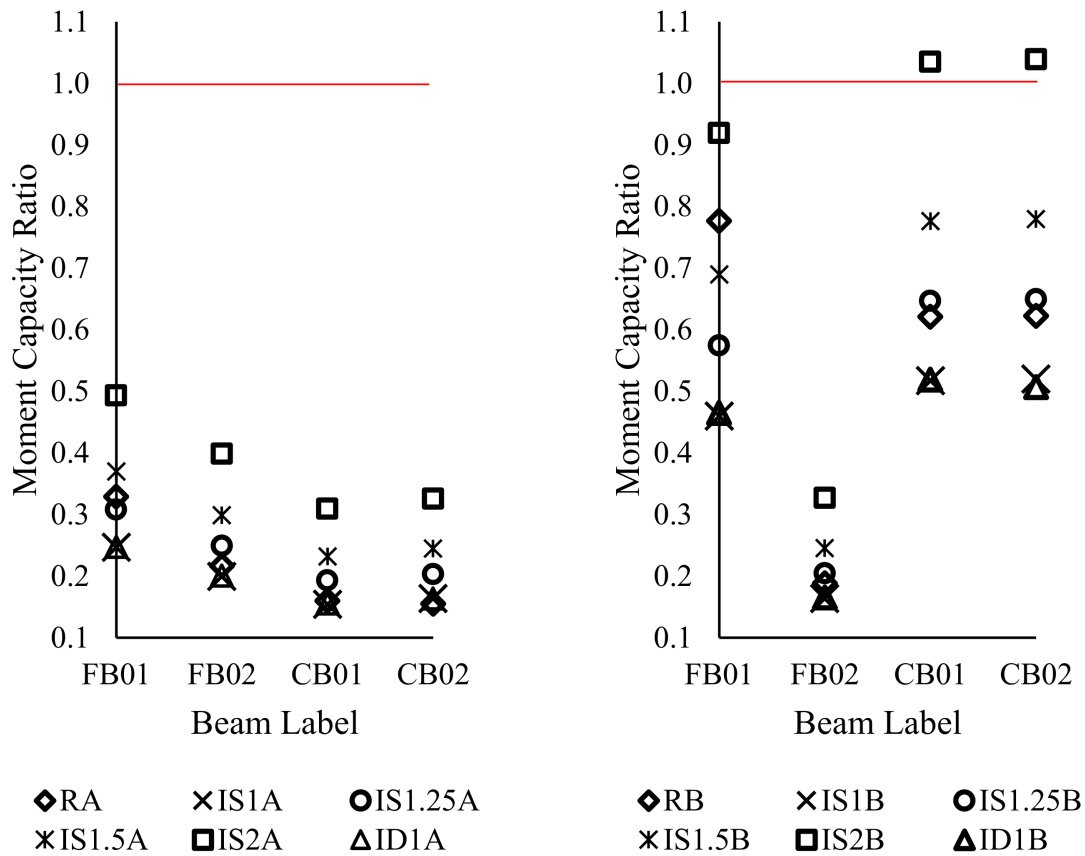 Moment Capacity Ratio
1.1
1.0
0.9
0.8
0.7
0.6
0.5
0.4
0.3
0.2
0.1
FB01 FB02 CB01 CB02
Beam Label
RA IS1A IS1.25A
IS1.5A IS2A ID1A
Moment Capacity Ratio
1.1
1.0
0.9
0.8
0.7
0.6
0.5
0.4
0.3
0.2
0.1
FB01 FB02 CB01 CB02
Beam Label
RB IS1B IS1.25B
IS1.5B IS2B ID1B